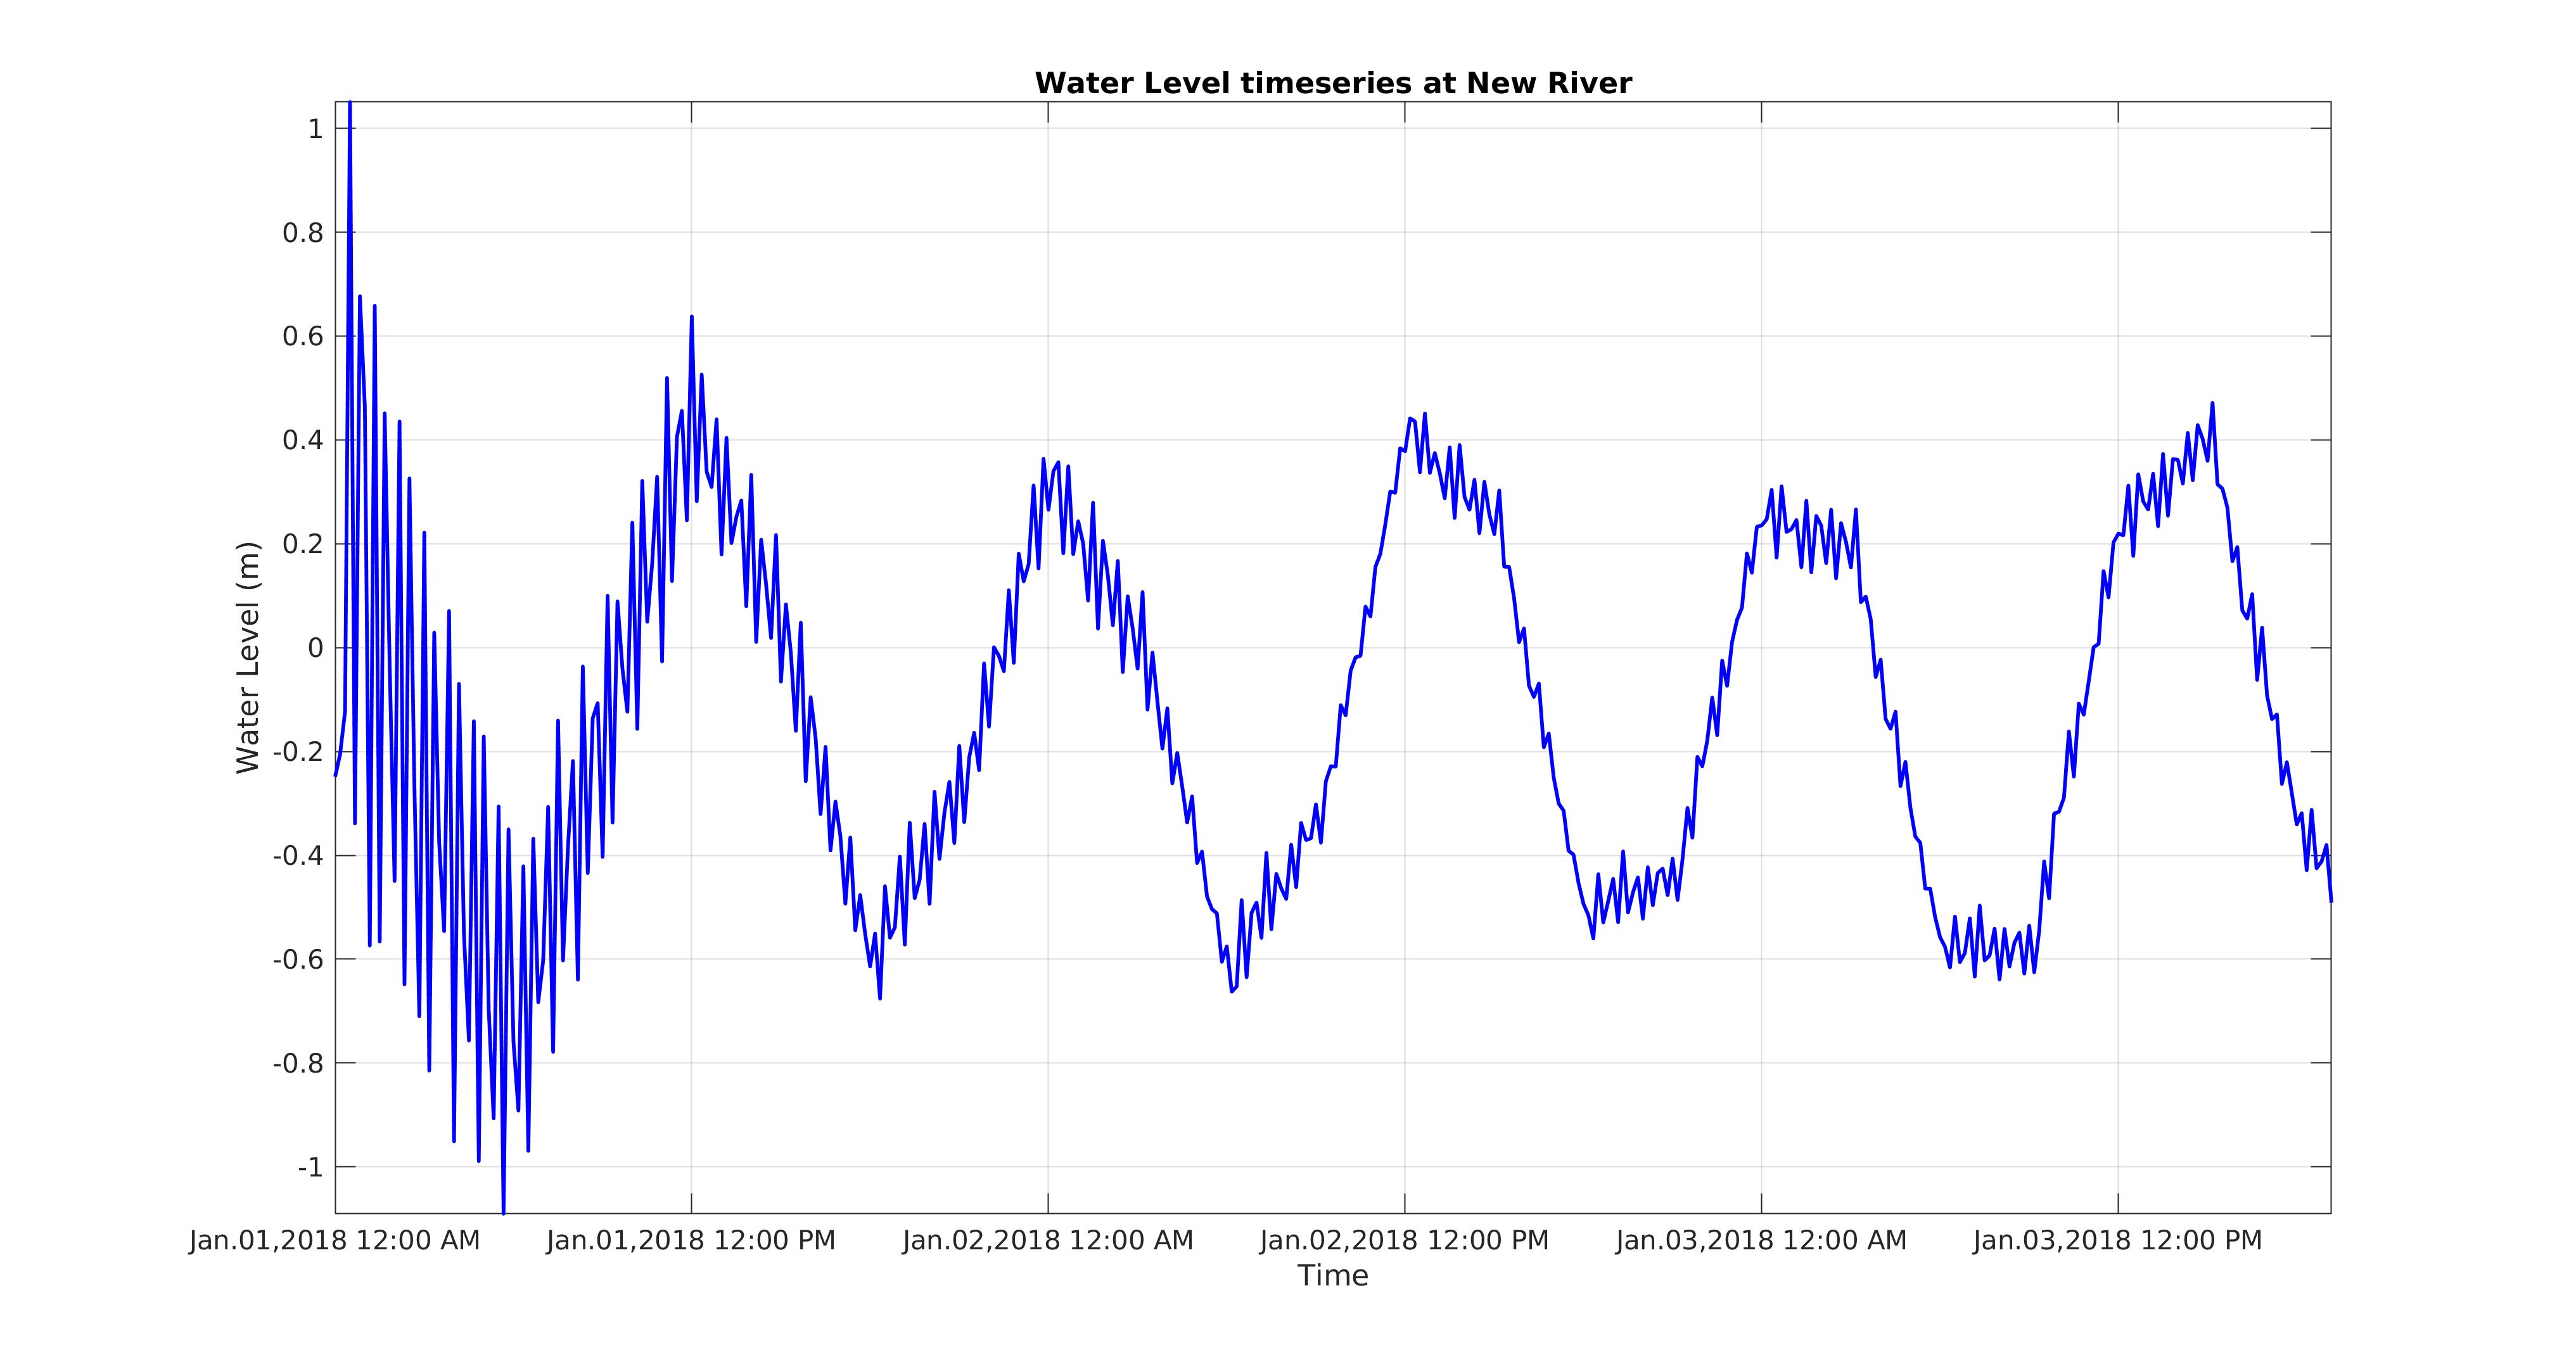 Water Level timeseries at New River
1
0.8
0.6
0.4
0.2
0
-0.2
-0.4
-0.6
-0.8
-1
Water Level (m)
Jan.01,2018 12:00 AM
Jan.01,2018 12:00 PM
Jan.02,2018 12:00 AM
Jan.02,2018 12:00 PM
Jan.03,2018 12:00 AM
Jan.03,2018 12:00 PM
Time